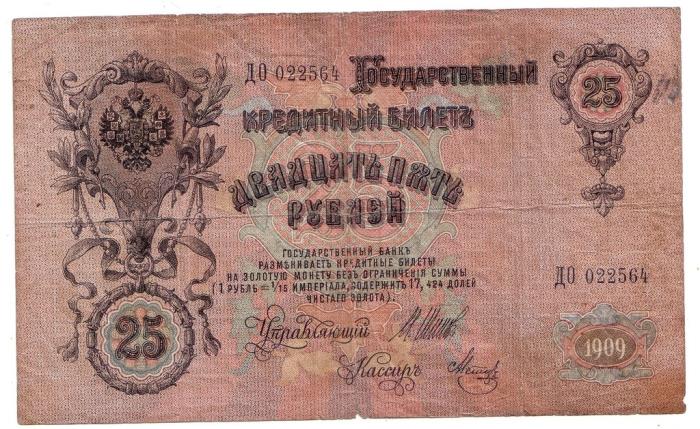 ДО 022564 Государственный 25
Кредитный Билетъ
Двадцать пять
рублей
Государственный Банкъ
размѣниваетъ кредитные билеты
на золотую монету безъ ограниченія суммы
(1 рубль = 1/15 имперіала, содержитъ 17,424 долей
чистаго золота).
ДО 022564
Управляющій
Кассиръ
25
1909